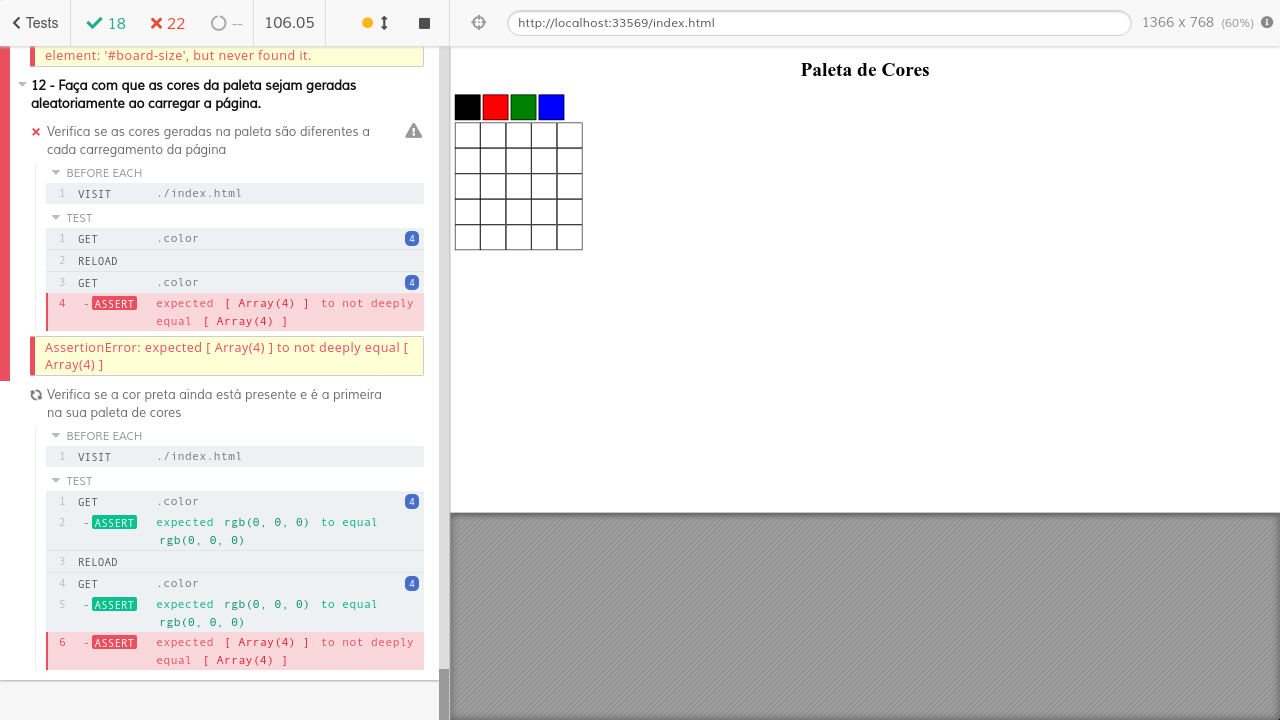 Tests
18
22
--
106.05
http://localhost:33569/index.html
1366 x 768 (60%)
element: '#board-size', but never found it.
12 - Faça com que as cores da paleta sejam geradas
aleatoriamente ao carregar a página.
Verifica se as cores geradas na paleta são diferentes a
cada carregamento da página
BEFORE EACH
1 VISIT ./index.html
TEST
1 GET .color 4
2 RELOAD
3 GET .color 4
4 -ASSERT expected [ Array(4) ] to not deeply
equal [ Array(4) ]
AssertionError: expected [ Array(4) ] to not deeply equal [
Array(4) ]
Verifica se a cor preta ainda está presente e é a primeira
na sua paleta de cores
BEFORE EACH
1 VISIT ./index.html
TEST
1 GET .color 4
2 -ASSERT expected rgb(0, 0, 0) to equal
rgb(0, 0, 0)
3 RELOAD
4 GET .color 4
5 -ASSERT expected rgb(0, 0, 0) to equal
rgb(0, 0, 0)
6 -ASSERT expected [ Array(4) ] to not deeply
equal [ Array(4) ]
Paleta de Cores